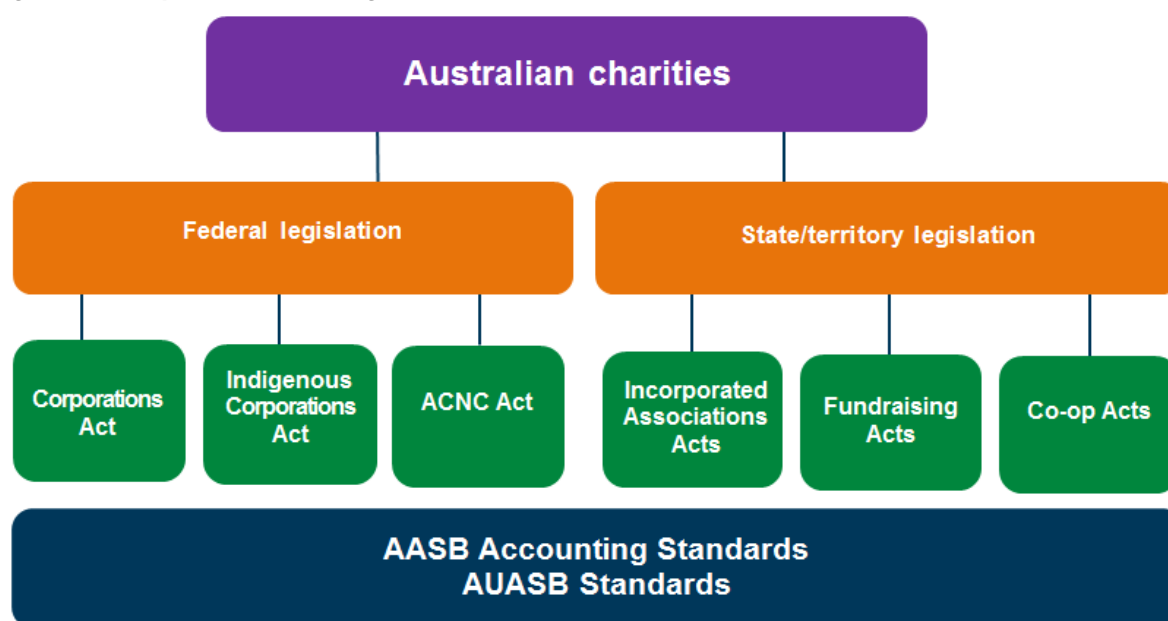 Australian charities
Federal legislation
State/territory legislation
Corporations
Act
Indigenous
Corporations
Act
ACNC Act
Incorporated
Associations
Acts
Fundraising
Acts
Co-op Acts
AASB Accounting Standards
AUASB Standards